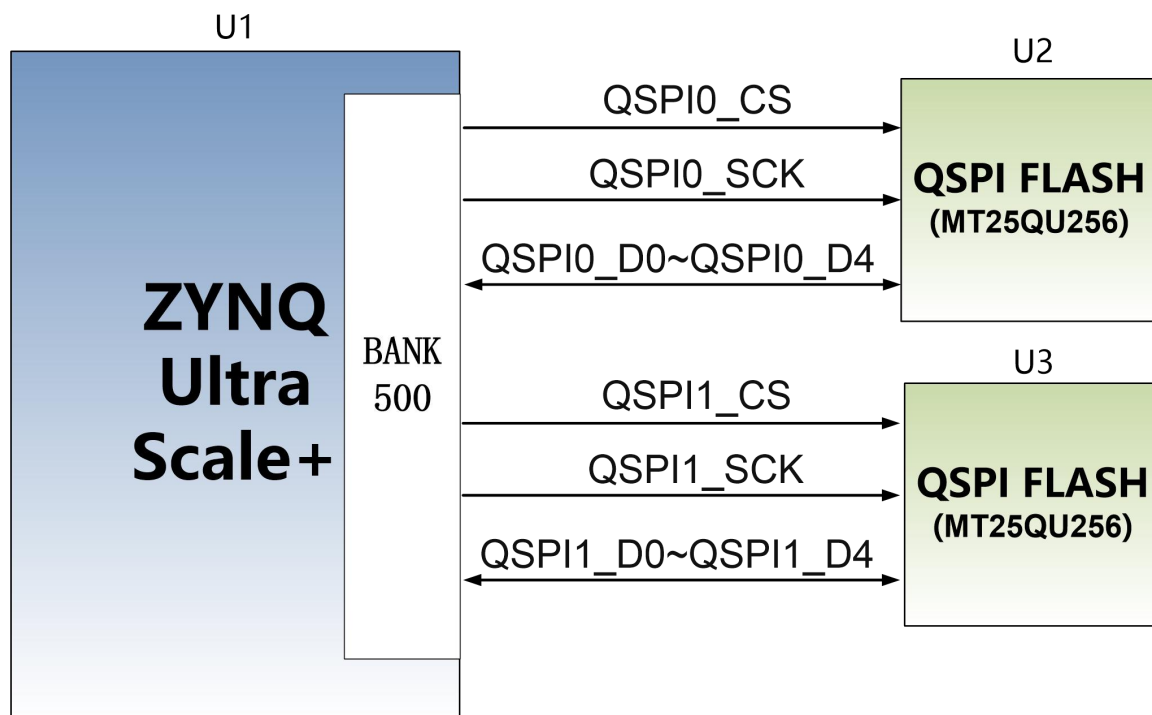 U1
ZYNQ
Ultra
Scale+
BANK
500
QSPI0_CS
QSPI0_SCK
QSPI0_D0~QSPI0_D4
U2
QSPI FLASH
(MT25QU256)
QSPI1_CS
QSPI1_SCK
QSPI1_D0~QSPI1_D4
U3
QSPI FLASH
(MT25QU256)